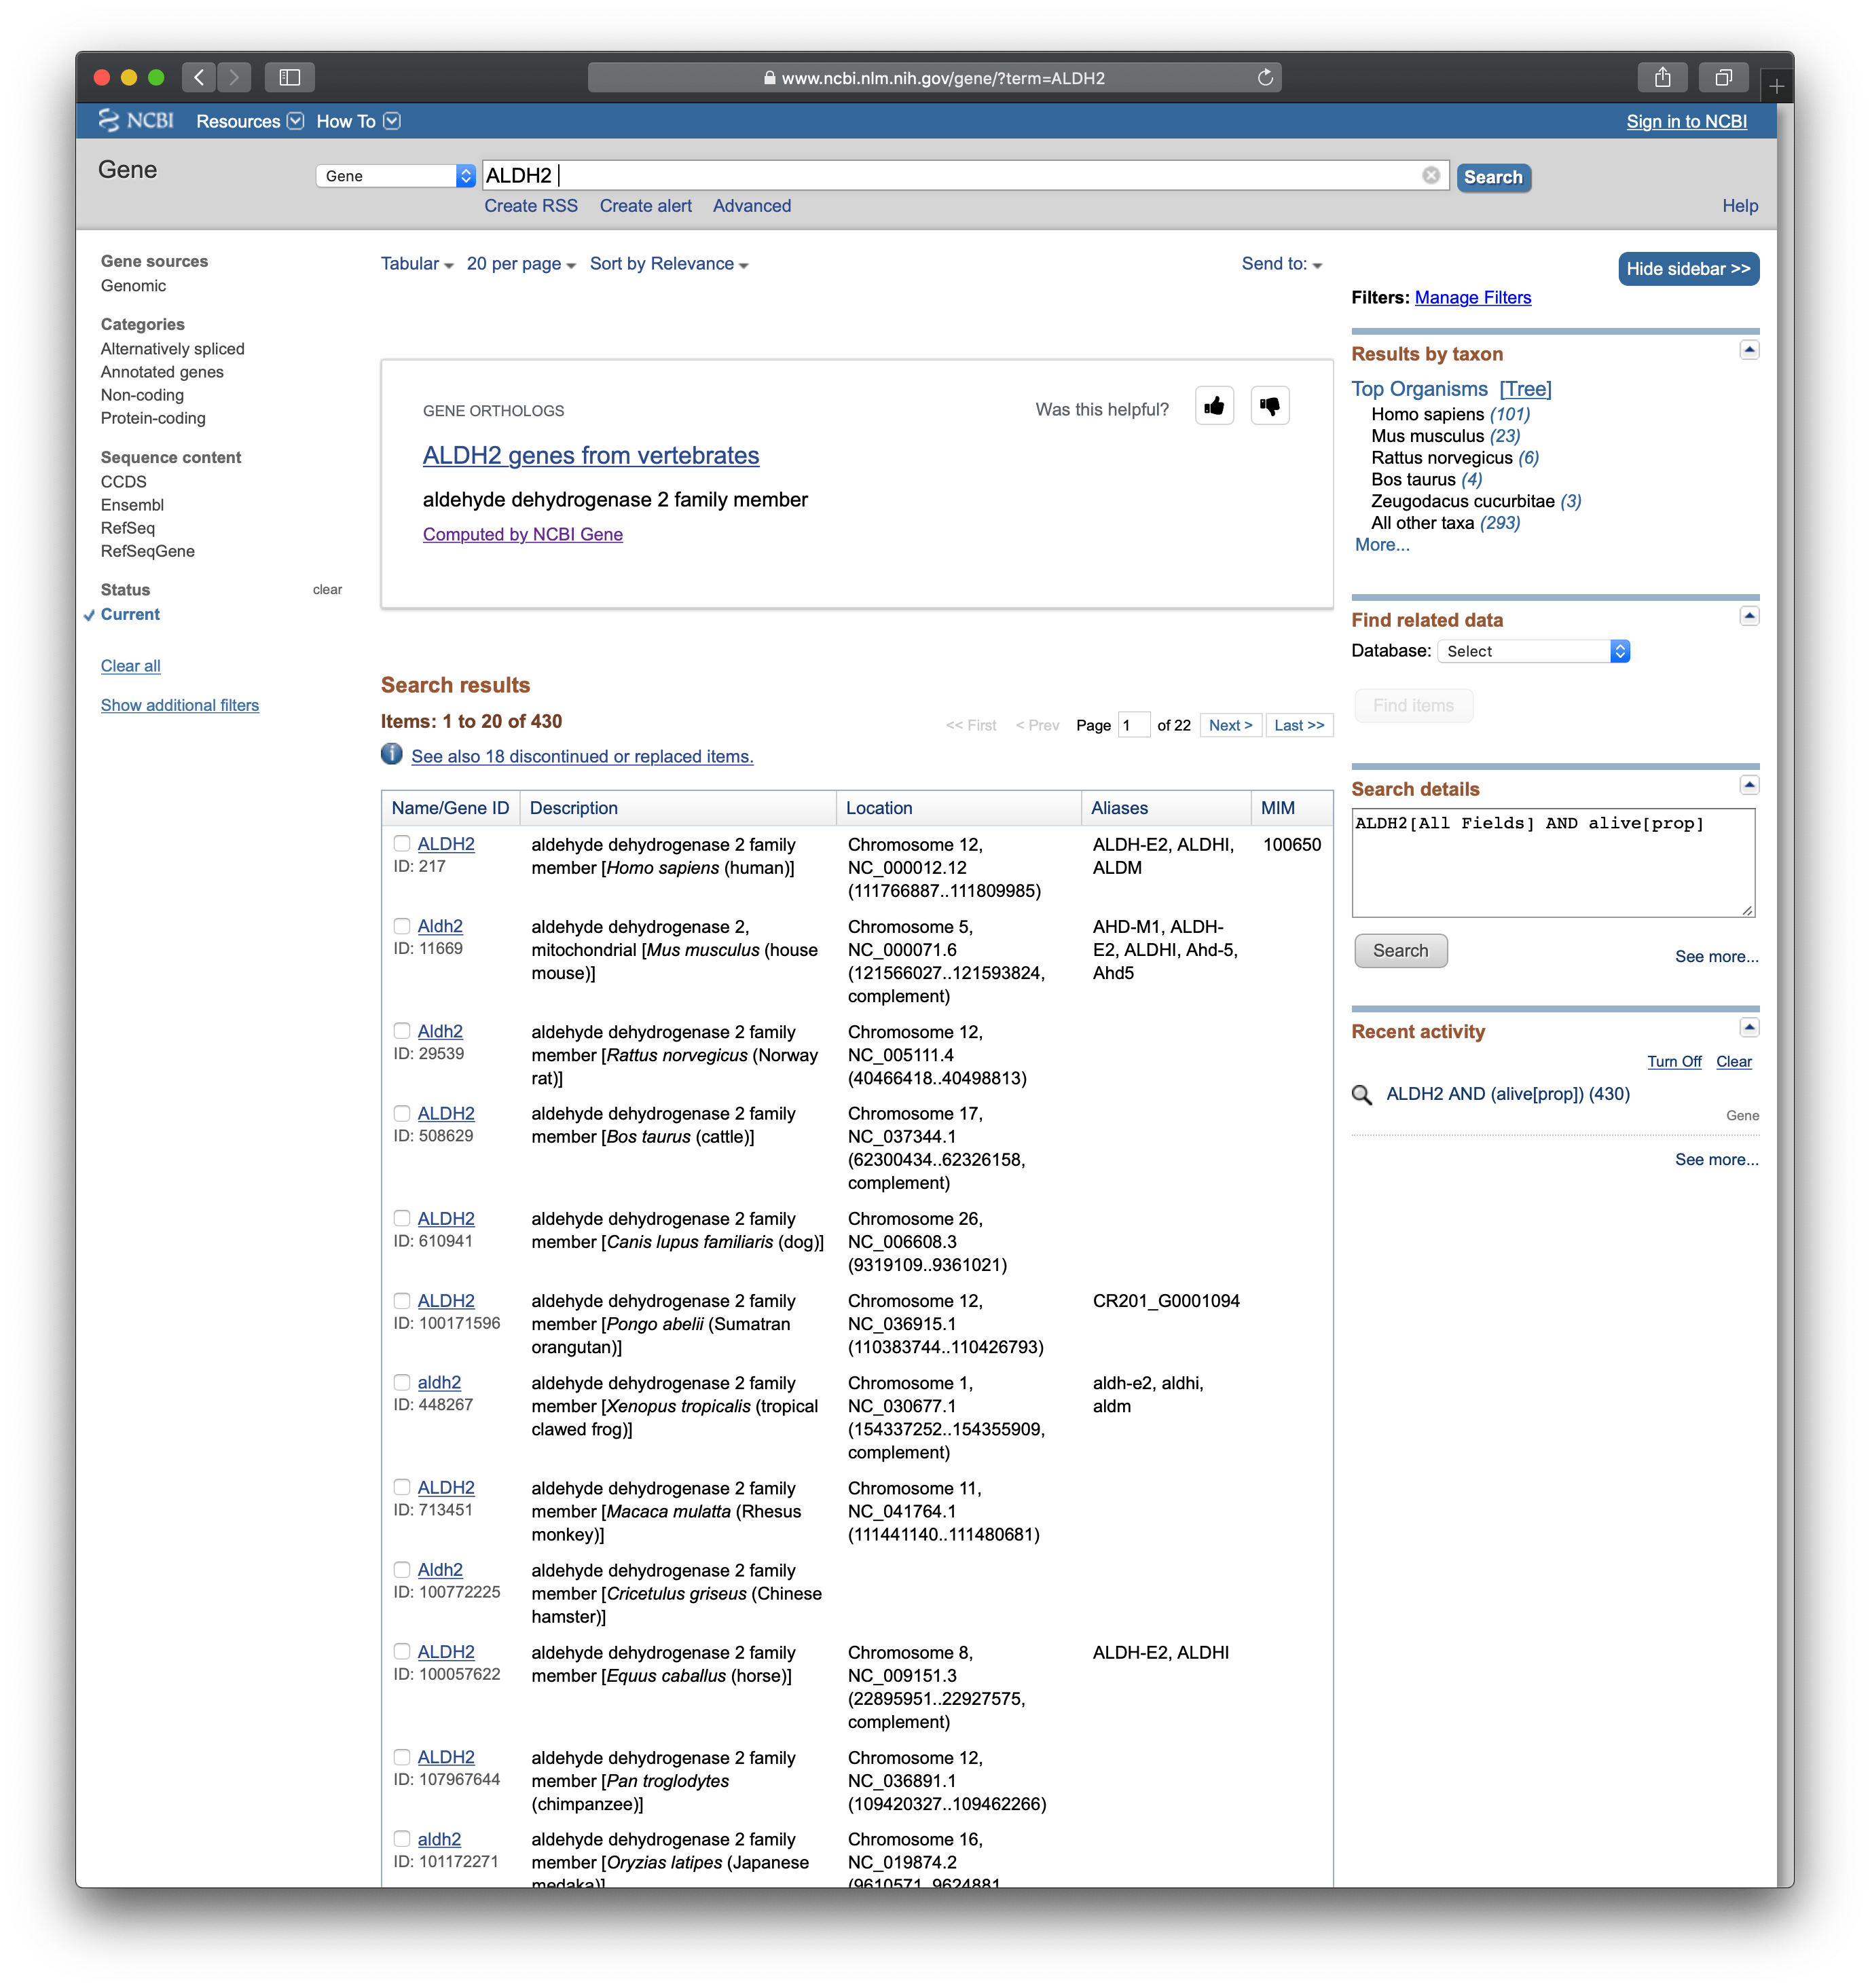 www.ncbi.nlm.nih.gov/gene/?term=ALDH2
NCBI Resources How To Sign in to NCBI
Gene
Gene ALDH2 Search
Create RSS Create alert Advanced Help
Gene sources
Genomic
Categories
Alternatively spliced
Annotated genes
Non-coding
Protein-coding
Sequence content
CCDS
Ensembl
RefSeq
RefSeqGene
Status clear
Current
Clear all
Show additional filters
Tabular 20 per page Sort by Relevance Send to:
GENE ORTHOLOGS Was this helpful?
ALDH2 genes from vertebrates
aldehyde dehydrogenase 2 family member
Computed by NCBI Gene
Search results
Items: 1 to 20 of 430 << First < Prev Page 1 of 22 Next > Last >>
See also 18 discontinued or replaced items.
Name/Gene ID Description Location Aliases MIM
ALDH2 aldehyde dehydrogenase 2 family Chromosome 12, ALDH-E2, ALDHI, 100650
ID: 217 member [Homo sapiens (human)] NC_000012.12 ALDM
(111766887..111809985)
Aldh2 aldehyde dehydrogenase 2, Chromosome 5, AHD-M1, ALDH-
ID: 11669 mitochondrial [Mus musculus (house NC_000071.6 E2, ALDHI, Ahd-5,
mouse)] (121566027..121593824, Ahd5
complement)
Aldh2 aldehyde dehydrogenase 2 family Chromosome 12,
ID: 29539 member [Rattus norvegicus (Norway NC_005111.4
rat)] (40466418..40498813)
ALDH2 aldehyde dehydrogenase 2 family Chromosome 17,
ID: 508629 member [Bos taurus (cattle)] NC_037344.1
(62300434..62326158,
complement)
ALDH2 aldehyde dehydrogenase 2 family Chromosome 26,
ID: 610941 member [Canis lupus familiaris (dog)] NC_006608.3
(9319109..9361021)
ALDH2 aldehyde dehydrogenase 2 family Chromosome 12, CR201_G0001094
ID: 100171596 member [Pongo abelii (Sumatran NC_036915.1
orangutan)] (110383744..110426793)
aldh2 aldehyde dehydrogenase 2 family Chromosome 1, aldh-e2, aldhi,
ID: 448267 member [Xenopus tropicalis (tropical NC_030677.1 aldm
clawed frog)] (154337252..154355909,
complement)
ALDH2 aldehyde dehydrogenase 2 family Chromosome 11,
ID: 713451 member [Macaca mulatta (Rhesus NC_041764.1
monkey)] (111441140..111480681)
Aldh2 aldehyde dehydrogenase 2 family
ID: 100772225 member [Cricetulus griseus (Chinese
hamster)]
ALDH2 aldehyde dehydrogenase 2 family Chromosome 8, ALDH-E2, ALDHI
ID: 100057622 member [Equus caballus (horse)] NC_009151.3
(22895951..22927575,
complement)
ALDH2 aldehyde dehydrogenase 2 family Chromosome 12,
ID: 107967644 member [Pan troglodytes NC_036891.1
(chimpanzee)] (109420327..109462266)
aldh2 aldehyde dehydrogenase 2 family Chromosome 16,
ID: 101172271 member [Oryzias latipes (Japanese NC_019874.2
medaka)] (9610571..9624881,
Hide sidebar >>
Filters: Manage Filters
Results by taxon
Top Organisms [Tree]
Homo sapiens (101)
Mus musculus (23)
Rattus norvegicus (6)
Bos taurus (4)
Zeugodacus cucurbitae (3)
All other taxa (293)
More...
Find related data
Database: Select
Find items
Search details
ALDH2[All Fields] AND alive[prop]
Search See more...
Recent activity
Turn Off Clear
ALDH2 AND (alive[prop]) (430)
Gene
See more...